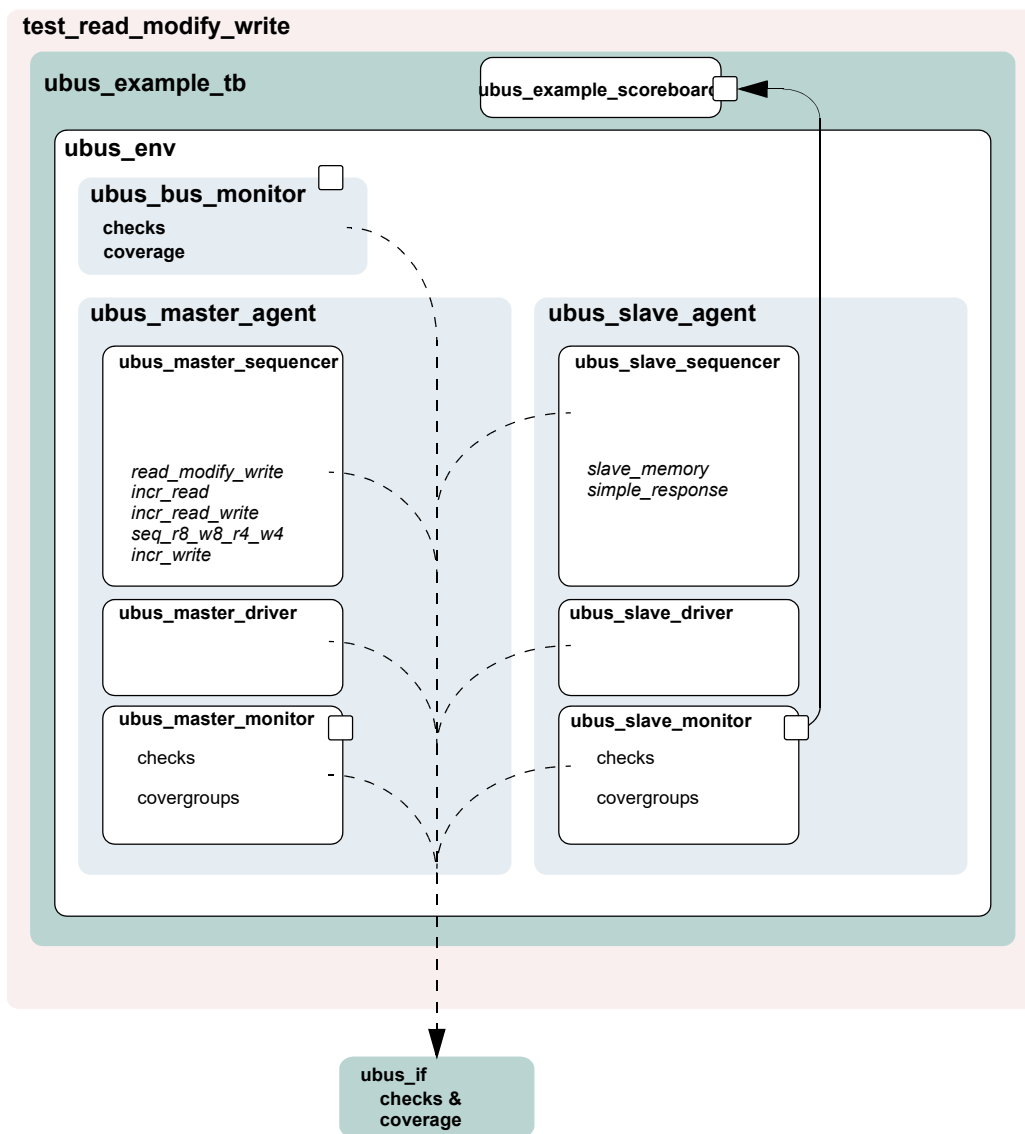 test_read_modify_write
ubus_example_tb
ubus_example_scoreboard
ubus_env
ubus_bus_monitor
checks
coverage
ubus_master_agent
ubus_master_sequencer
read_modify_write
incr_read
incr_read_write
seq_r8_w8_r4_w4
incr_write
ubus_master_driver
ubus_master_monitor
checks
covergroups
ubus_slave_agent
ubus_slave_sequencer
slave_memory
simple_response
ubus_slave_driver
ubus_slave_monitor
checks
covergroups
ubus_if
checks &
coverage